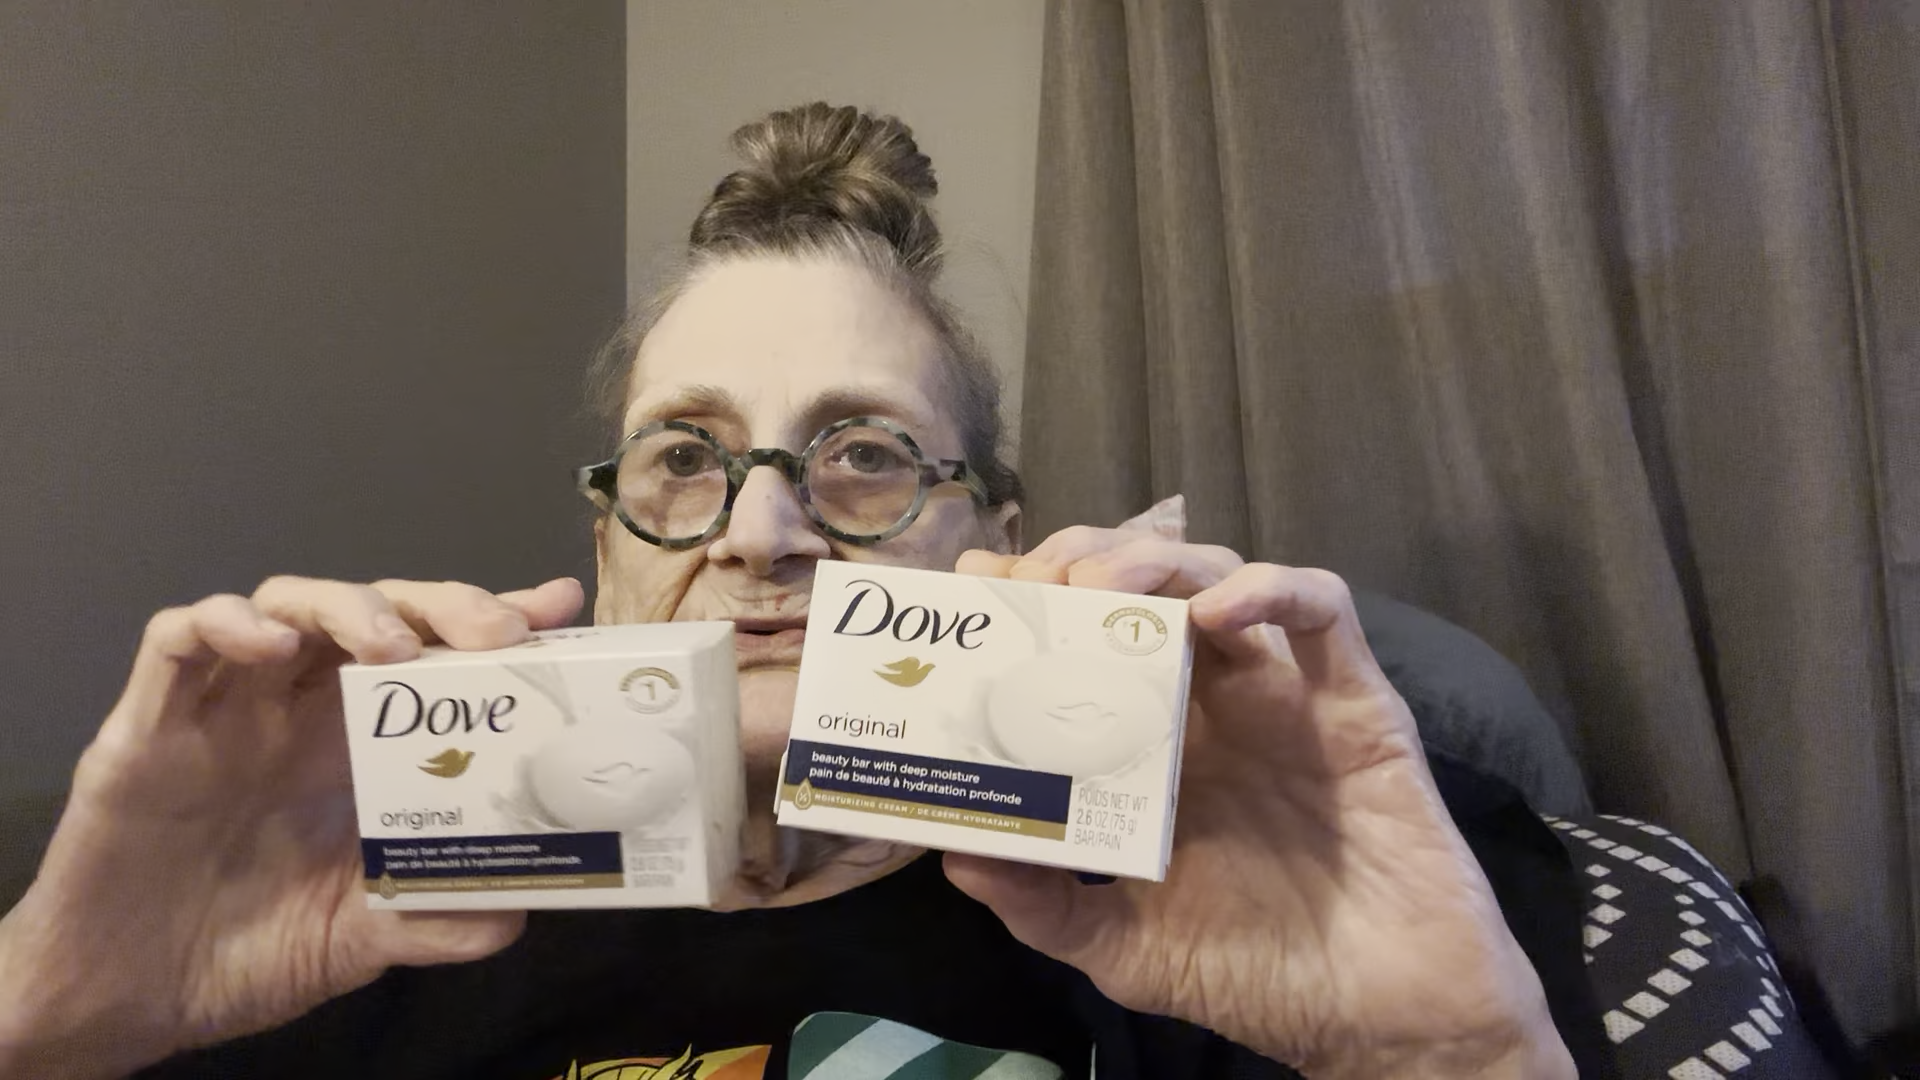 Dove
original
beauty bar with deep moisture
pain de beauté à hydratation profonde
Dove
1
original
beauty bar with deep moisture
pain de beauté à hydratation profonde
MOISTURIZING CREAM / DE CRÈME HYDRATANTE
POIDS NET WT
2.6 OZ (75 g)
BAR/PAIN